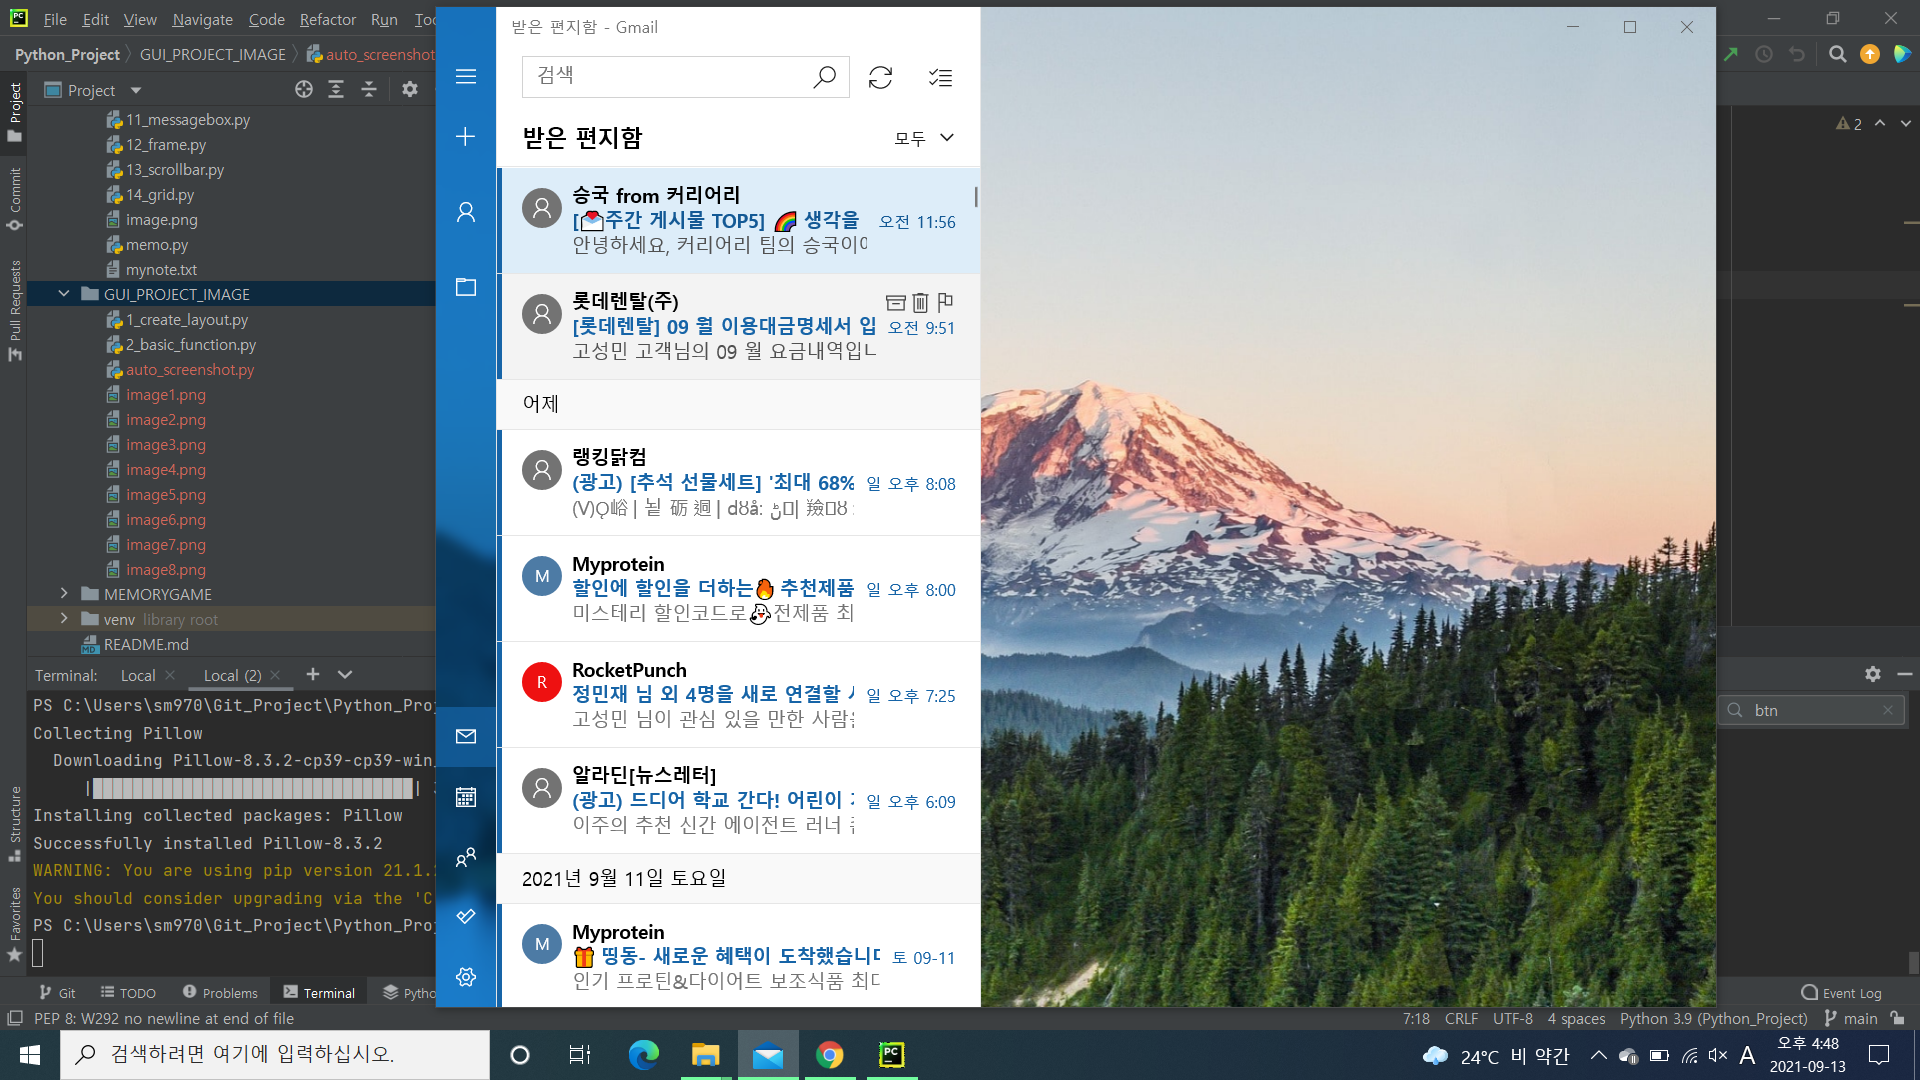 File Edit View Navigate Code Refactor Run
Python_Project GUI_PROJECT_IMAGE auto_screenshot
Project
Project
Commit
Pull Requests
Structure
Favorites
11_messagebox.py
12_frame.py
13_scrollbar.py
14_grid.py
image.png
memo.py
mynote.txt
GUI_PROJECT_IMAGE
1_create_layout.py
2_basic_function.py
auto_screenshot.py
image1.png
image2.png
image3.png
image4.png
image5.png
image6.png
image7.png
image8.png
MEMORYGAME
venv library root
README.md
Terminal: Local Local (2)
PS C:\Users\sm970\Git_Project\Python_Pro
Collecting Pillow
Downloading Pillow-8.3.2-cp39-cp39-win
Installing collected packages: Pillow
Successfully installed Pillow-8.3.2
WARNING: You are using pip version 21.1.
You should consider upgrading via the 'C
PS C:\Users\sm970\Git_Project\Python_Pro
받은 편지함 - Gmail
검색
받은 편지함 모두
승국 from 커리어리
[📩주간 게시물 TOP5] 🌈 생각을 오전 11:56
안녕하세요, 커리어리 팀의 승국이
롯데렌탈(주)
[롯데렌탈] 09 월 이용대금명세서 입 오전 9:51
고성민 고객님의 09 월 요금내역입니
어제
랭킹닭컴
(광고) [추석 선물세트] '최대 68% 일 오후 8:08
M Myprotein
할인에 할인을 더하는🔥 추천제품 일 오후 8:00
미스테리 할인코드로👻전제품 최
R RocketPunch
정민재 님 외 4명을 새로 연결할 일 오후 7:25
고성민 님이 관심 있을 만한 사람
알라딘[뉴스레터]
(광고) 드디어 학교 간다! 어린이 일 오후 6:09
이주의 추천 신간 에이전트 러너
2021년 9월 11일 토요일
M Myprotein
🎁 띵동- 새로운 혜택이 도착했습니다 토 09-11
인기 프로틴&다이어트 보조식품 최대
2
btn
Git TODO Problems Terminal Pytho
Event Log
PEP 8: W292 no newline at end of file
7:18 CRLF UTF-8 4 spaces Python 3.9 (Python_Project) main
검색하려면 여기에 입력하십시오.
24°C 비 약간
A
오후 4:48
2021-09-13